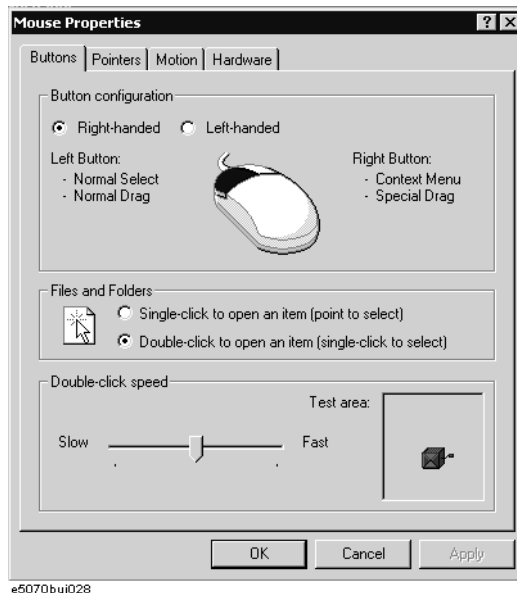 Mouse Properties
Buttons Pointers Motion Hardware
Button configuration
Right-handed Left-handed
Left Button:
- Normal Select
- Normal Drag
Right Button:
- Context Menu
- Special Drag
Files and Folders
Single-click to open an item (point to select)
Double-click to open an item (single-click to select)
Double-click speed
Test area:
Slow Fast
OK Cancel Apply
e5070bui028